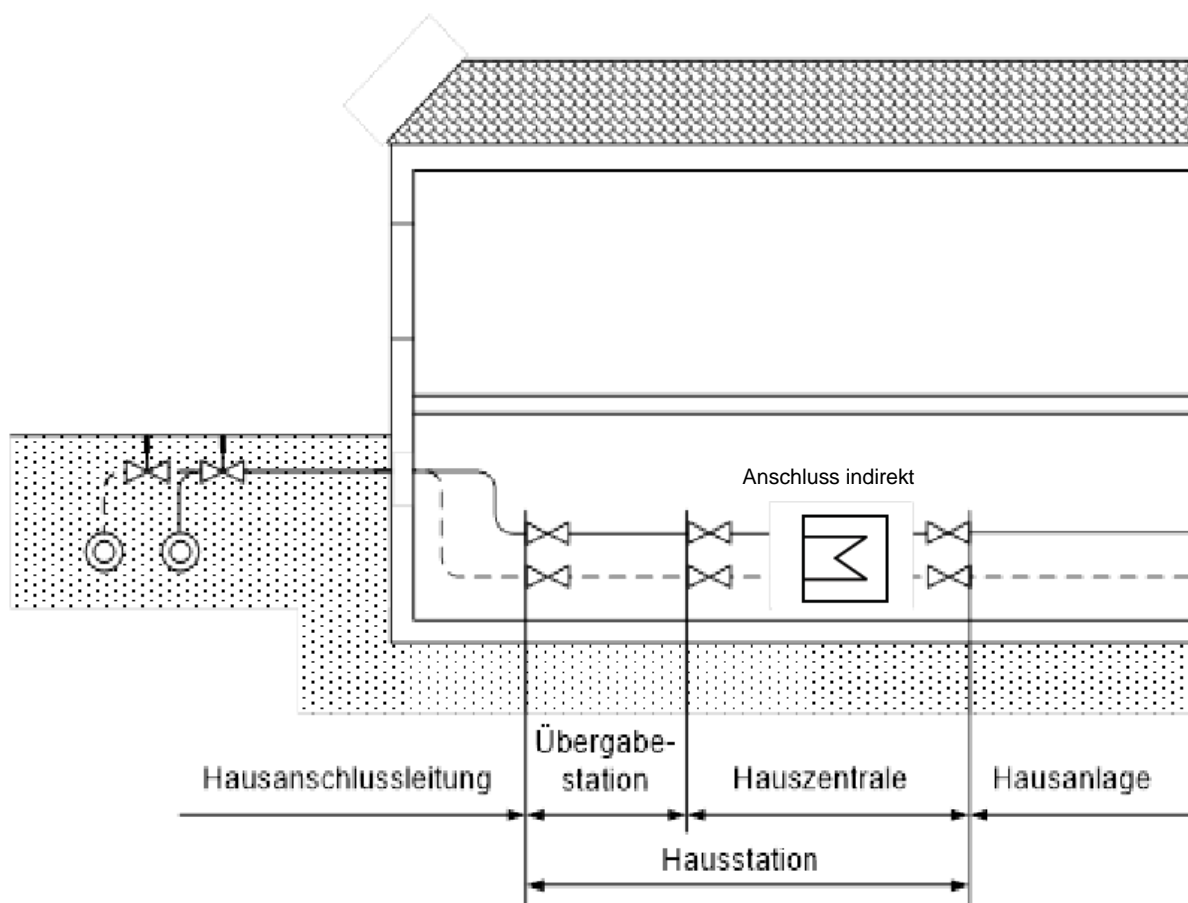 Anschluss indirekt
Übergabe-
station
Hausanschlussleitung
Hauszentrale
Hausanlage
Hausstation